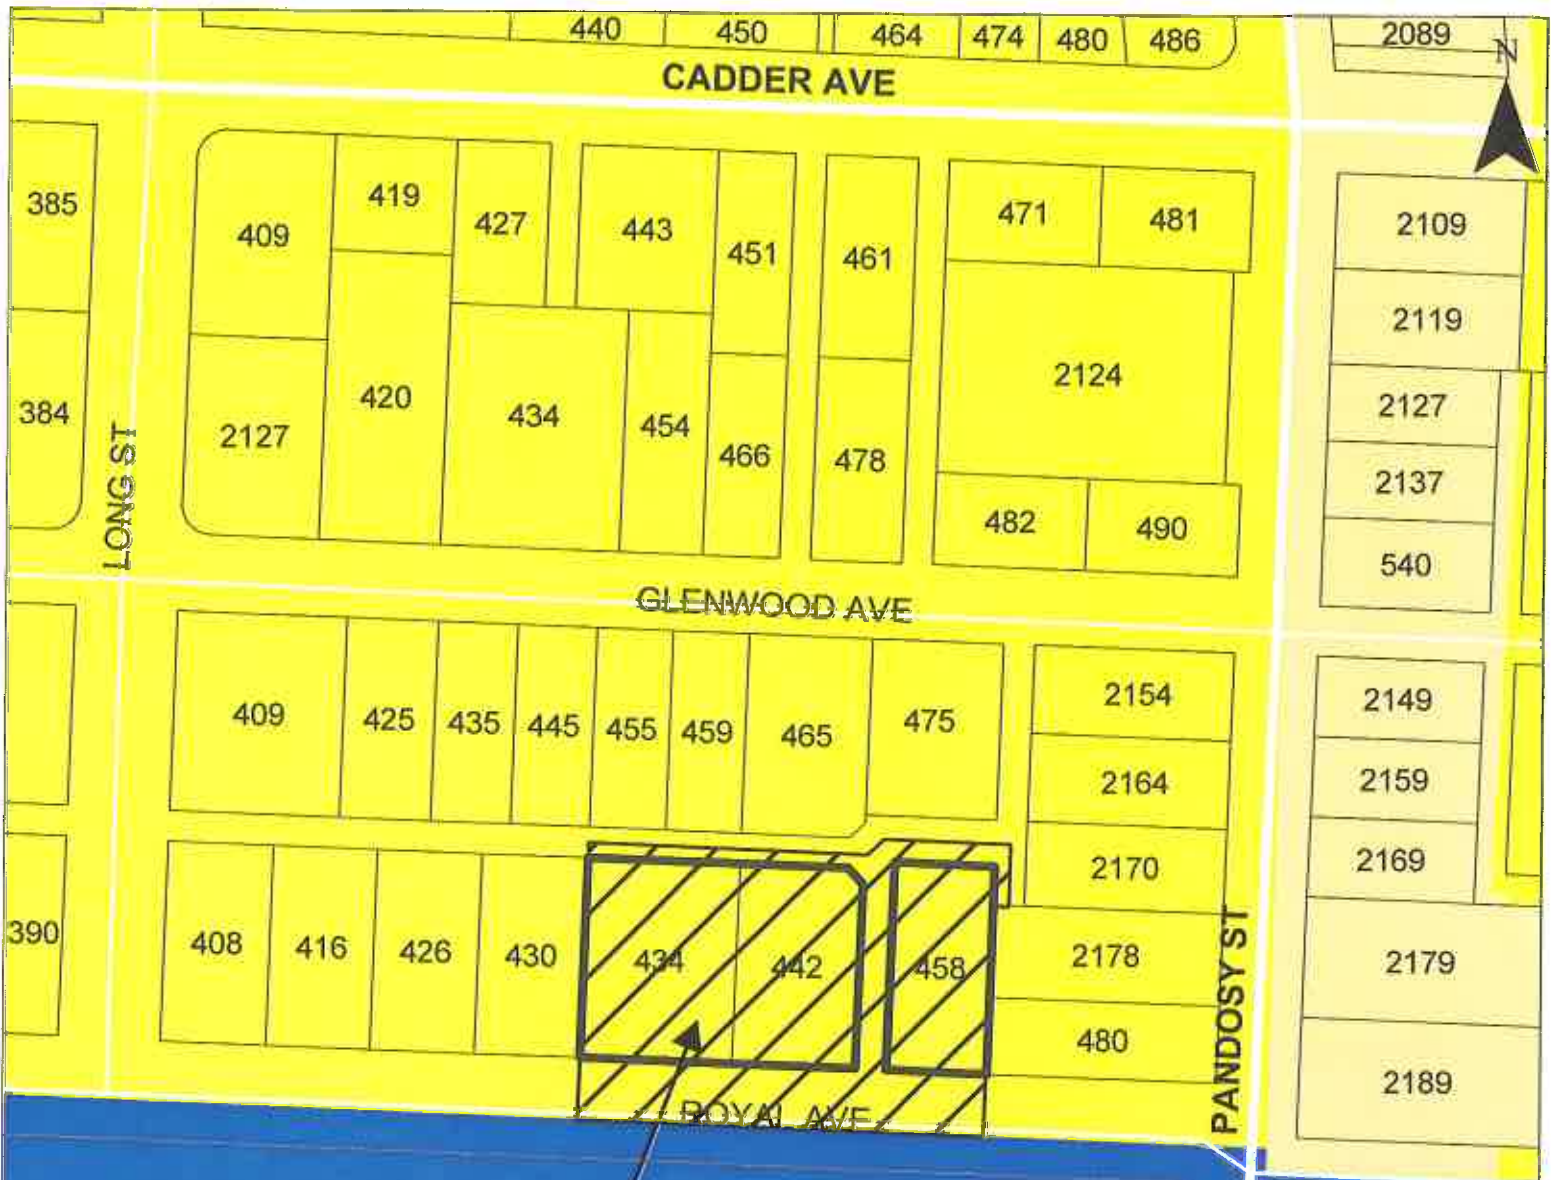 440 450 464 474 480 486 2089
N
CADDER AVE
385 409 419 427 443 451 461 471 481 2109
2119
384 2127 420 434 454 466 478 2124 2127
2137
482 490 540
LONG ST
GLENWOOD AVE
409 425 435 445 455 459 465 475 2154 2149
2164 2159
2170 2169
390 408 416 426 430 434 442 458 2178 2179
480 2189
PANDOSY ST
ROYAL AVE